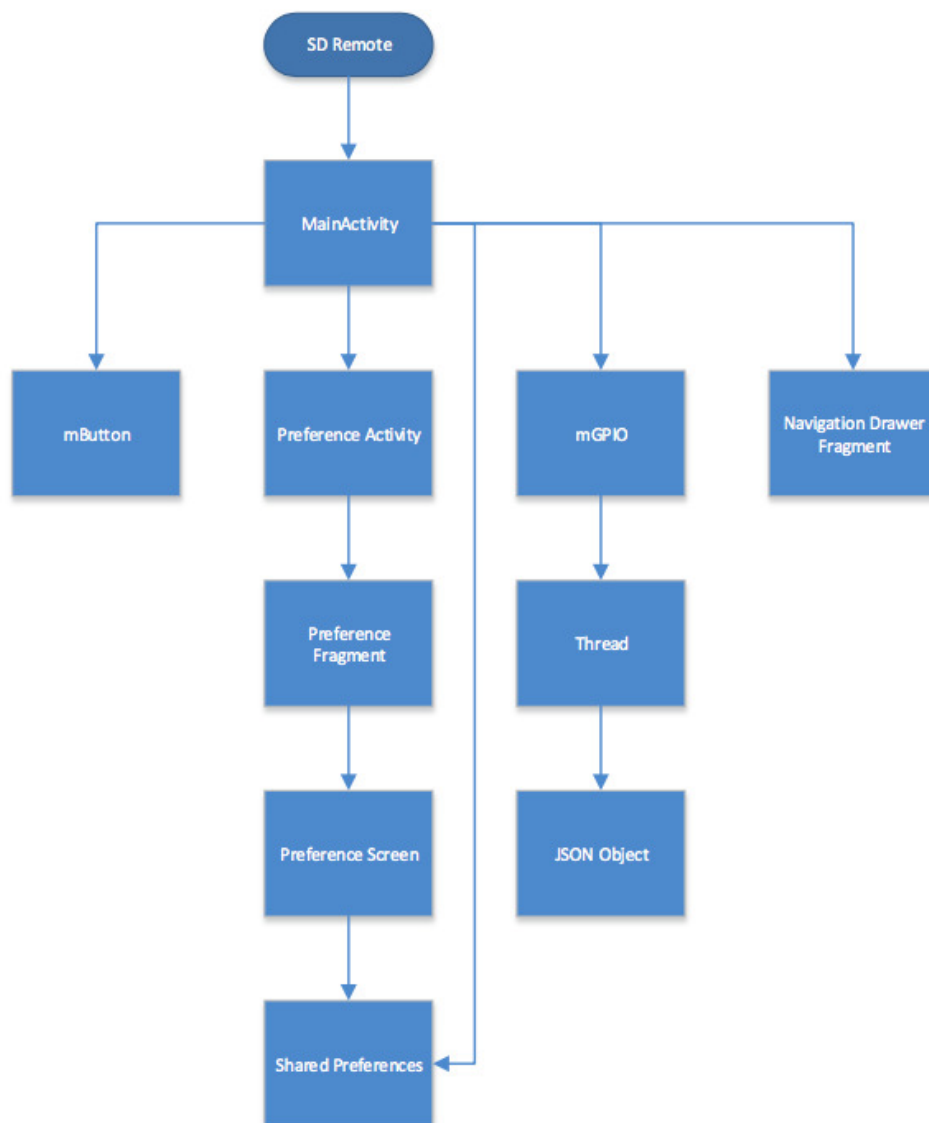 SD Remote
MainActivity
mButton
Preference Activity
mGPIO
Navigation Drawer
Fragment
Preference
Fragment
Thread
Preference Screen
JSON Object
Shared Preferences